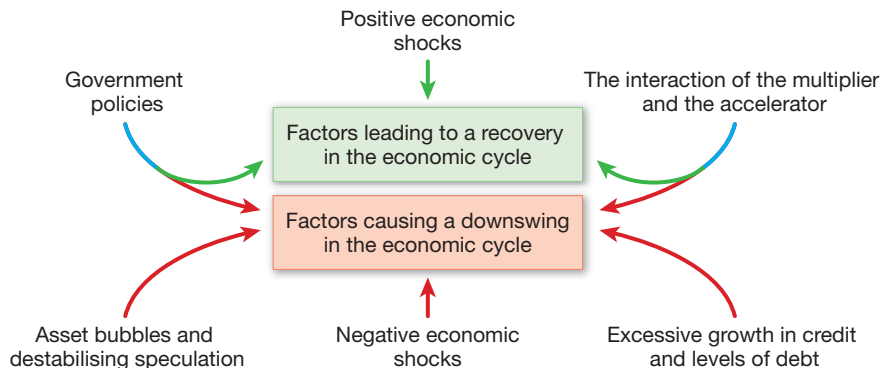 Positive economic
shocks
Government
policies
The interaction of the multiplier
and the accelerator
Factors leading to a recovery
in the economic cycle
Factors causing a downswing
in the economic cycle
Asset bubbles and
destabilising speculation
Negative economic
shocks
Excessive growth in credit
and levels of debt